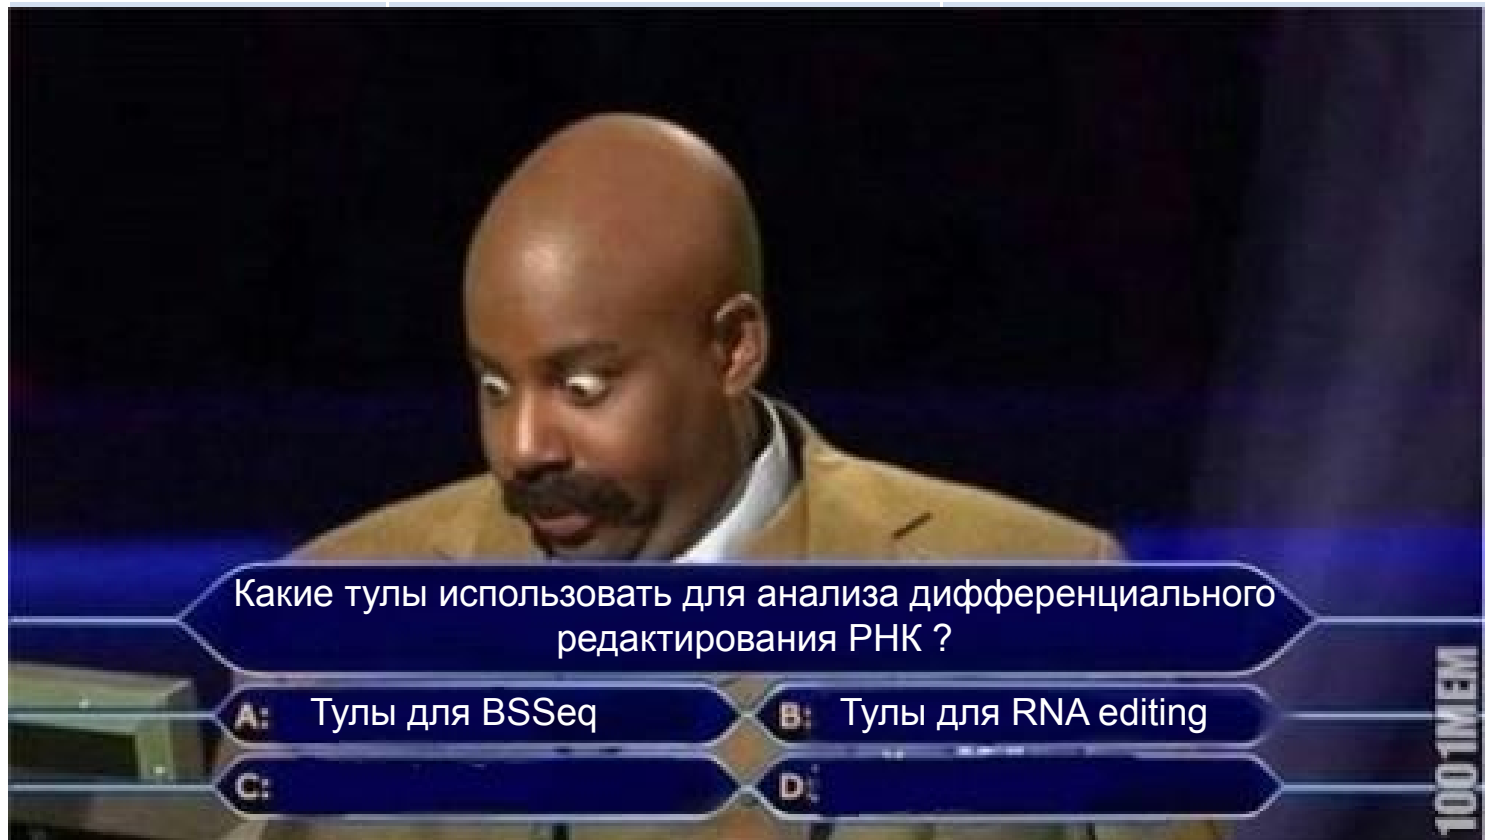 Какие тулы использовать для анализа дифференциального
редактирования РНК ?
A: Тулы для BSSeq
B: Тулы для RNA editing
C:
D:
1001MEM